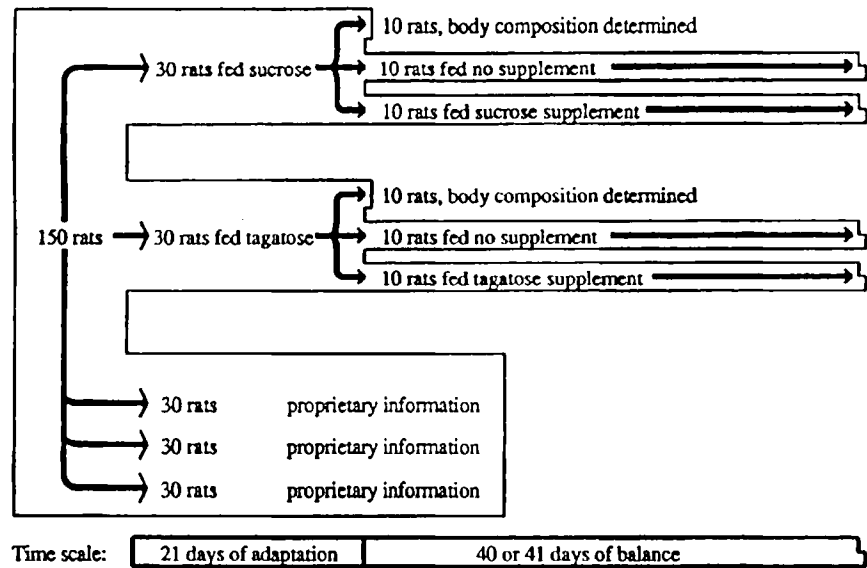 10 rats, body composition determined
30 rats fed sucrose
10 rats fed no supplement
10 rats fed sucrose supplement
10 rats, body composition determined
150 rats
30 rats fed tagatose
10 rats fed no supplement
10 rats fed tagatose supplement
30 rats proprietary information
30 rats proprietary information
30 rats proprietary information
Time scale: 21 days of adaptation 40 or 41 days of balance